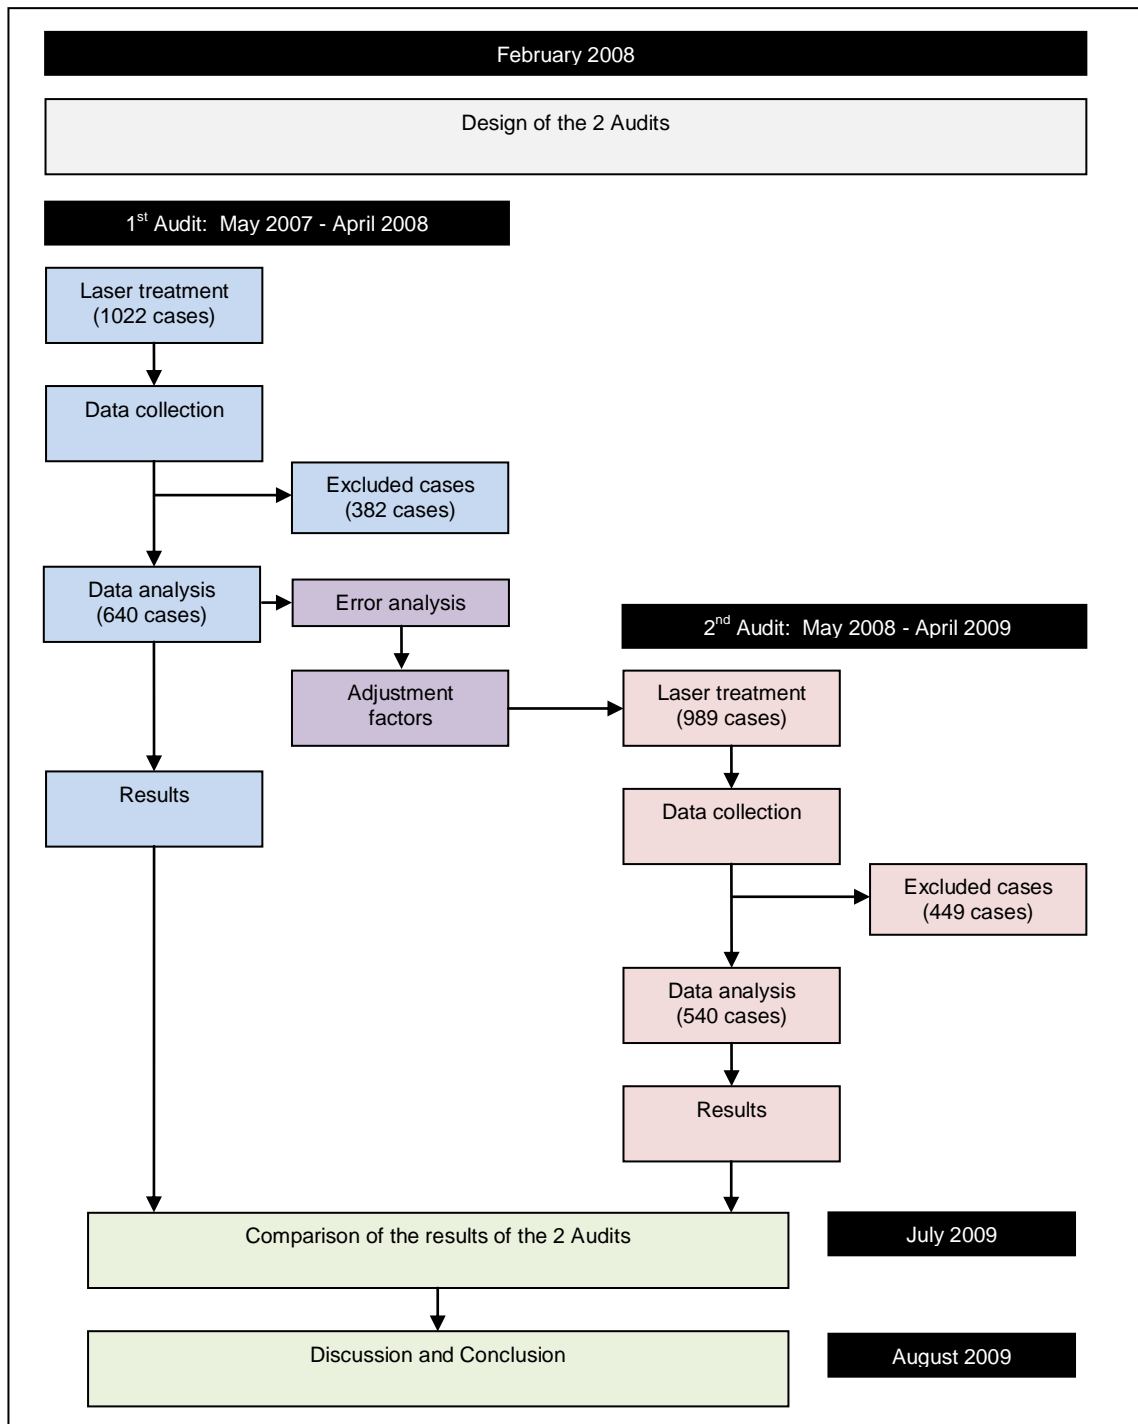 February 2008
Design of the 2 Audits
1st Audit: May 2007 - April 2008
Laser treatment
(1022 cases)
Data collection
Excluded cases
(382 cases)
Data analysis
(640 cases)
Error analysis
Adjustment
factors
2nd Audit: May 2008 - April 2009
Laser treatment
(989 cases)
Results
Data collection
Excluded cases
(449 cases)
Data analysis
(540 cases)
Results
Comparison of the results of the 2 Audits
July 2009
Discussion and Conclusion
August 2009